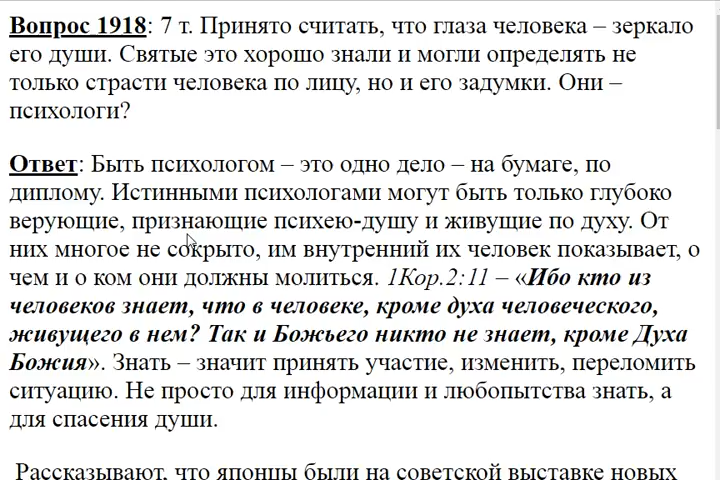 Вопрос 1918: 7 т. Принято считать, что глаза человека – зеркало
его души. Святые это хорошо знали и могли определять не
только страсти человека по лицу, но и его задумки. Они –
психологи?
Ответ: Быть психологом – это одно дело – на бумаге, по
диплому. Истинными психологами могут быть только глубоко
верующие, признающие психею-душу и живущие по духу. От
них многое не сокрыто, им внутренний их человек показывает, о
чем и о ком они должны молиться. 1Кор.2:11 – «Ибо кто из
человеков знает, что в человеке, кроме духа человеческого,
живущего в нем? Так и Божьего никто не знает, кроме Духа
Божия». Знать – значит принять участие, изменить, переломить
ситуацию. Не просто для информации и любопытства знать, а
для спасения души.
Рассказывают, что японцы были на советской выставке новых